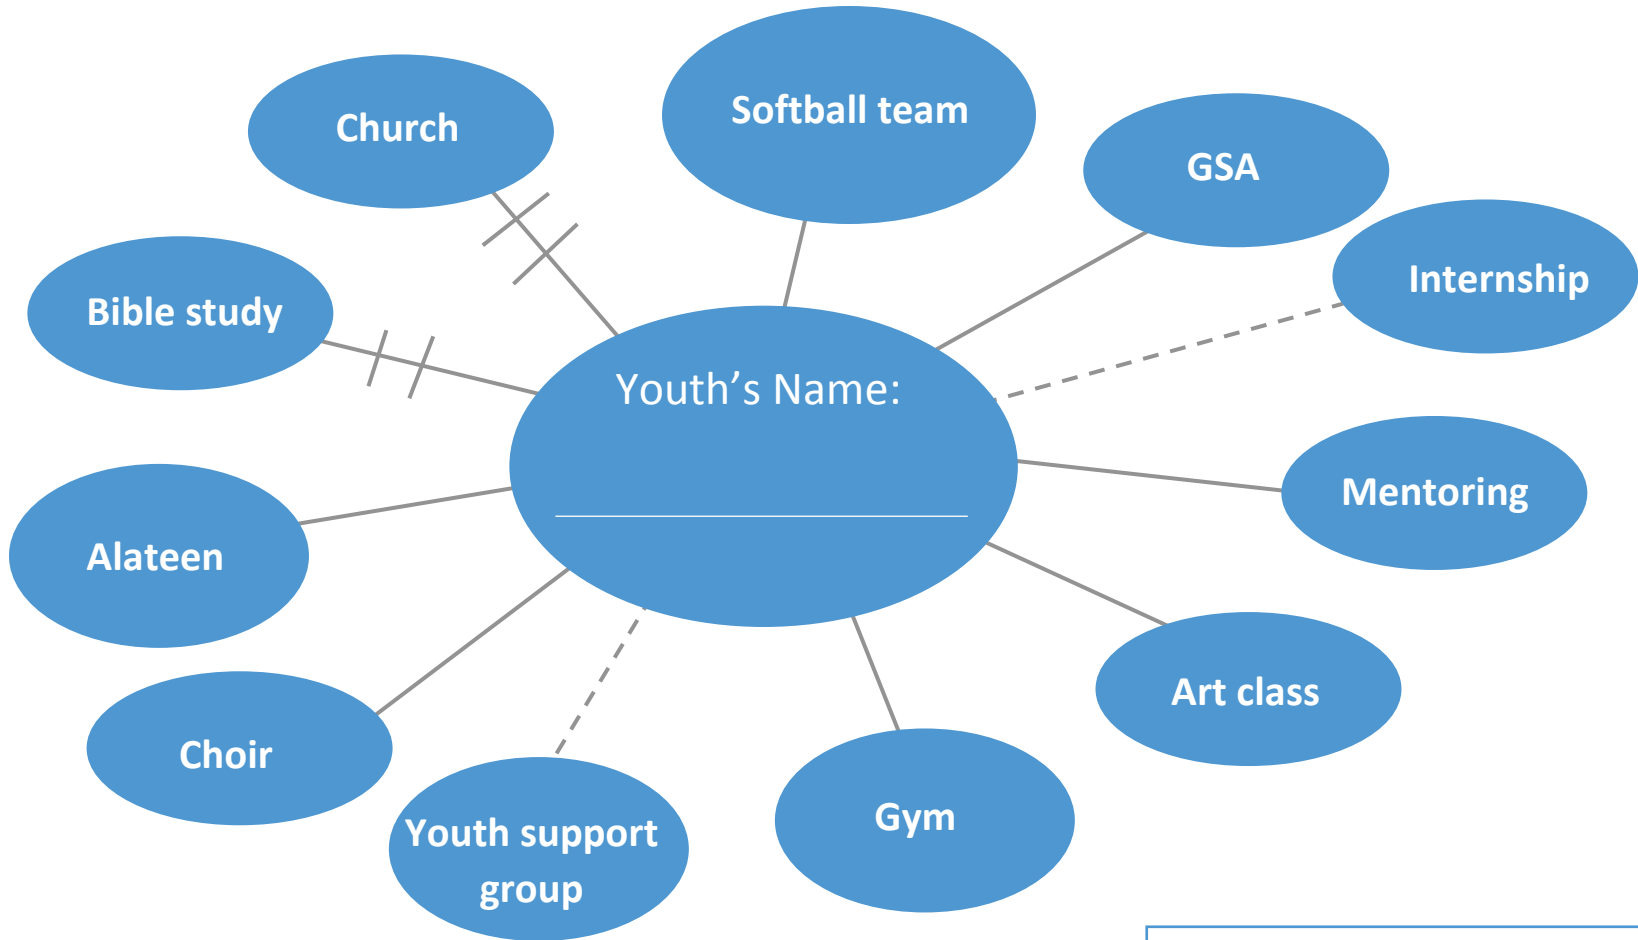 Softball team
Church
GSA
Internship
Bible study
Youth's Name:
Mentoring
Alateen
Art class
Choir
Gym
Youth support
group